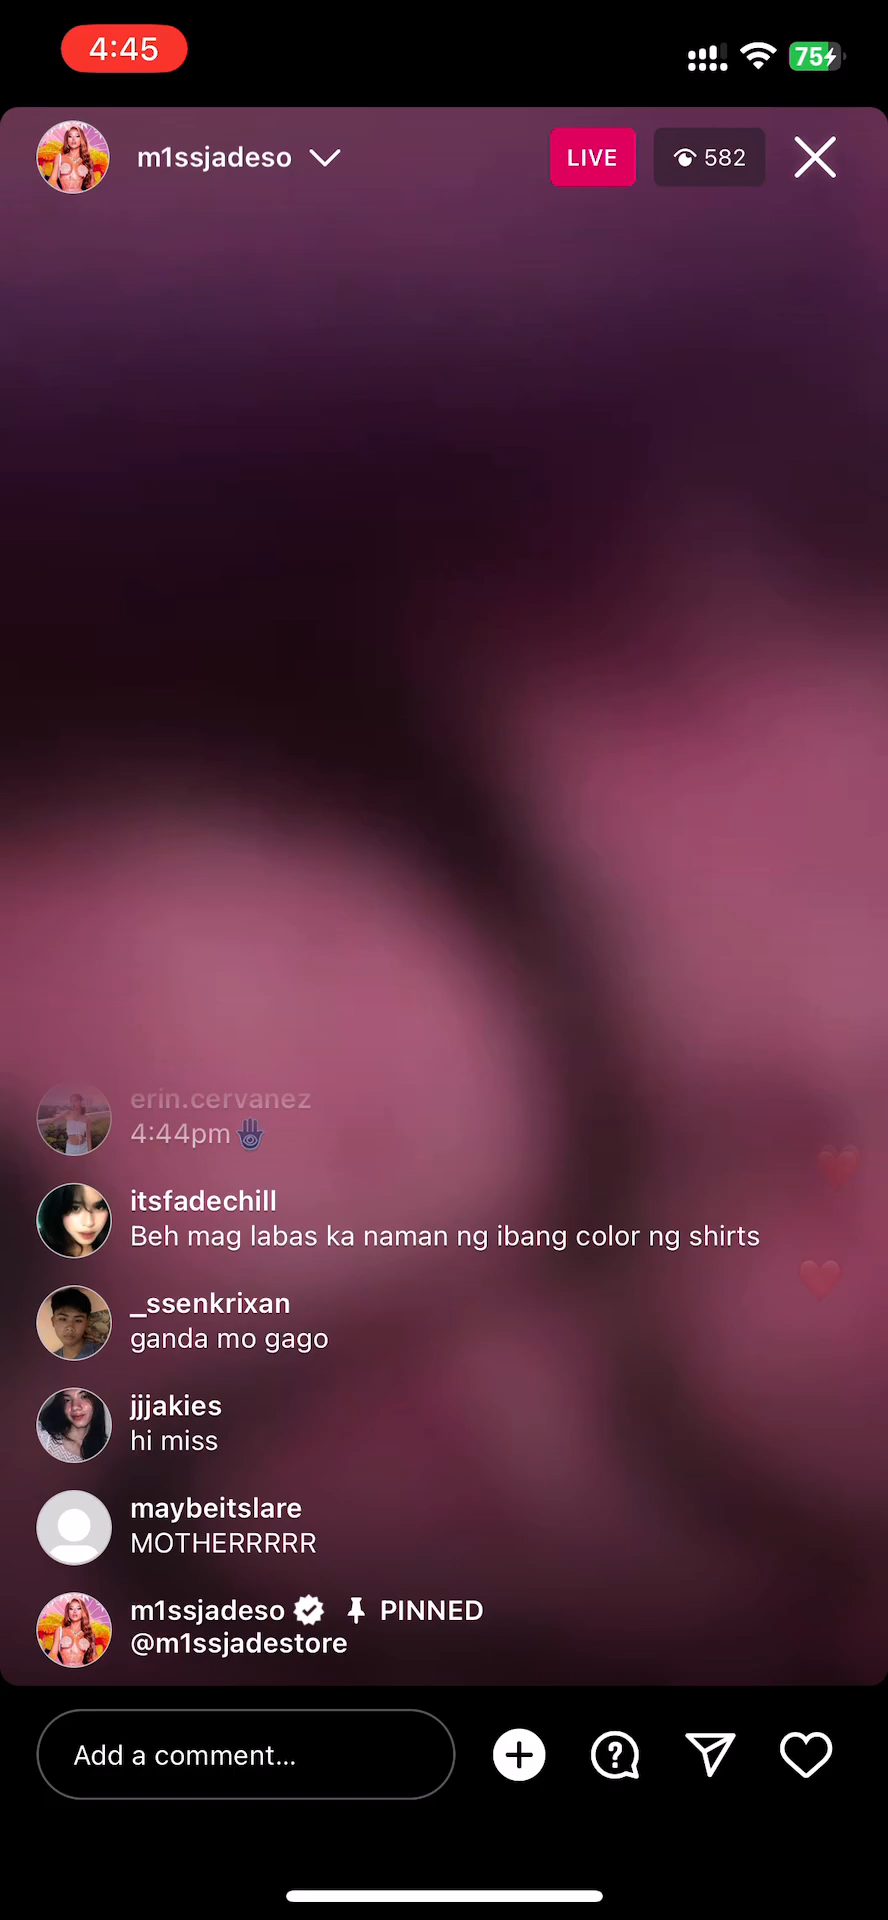 4:45
75
m1ssjadeso
LIVE
582
erin.cervanez
4:44pm🪬
itsfadechill
Beh mag labas ka naman ng ibang color ng shirts
_ssenkrixan
ganda mo gago
jjjakies
hi miss
maybeitslare
MOTHERRRRR
m1ssjadeso PINNED
@m1ssjadestore
Add a comment...